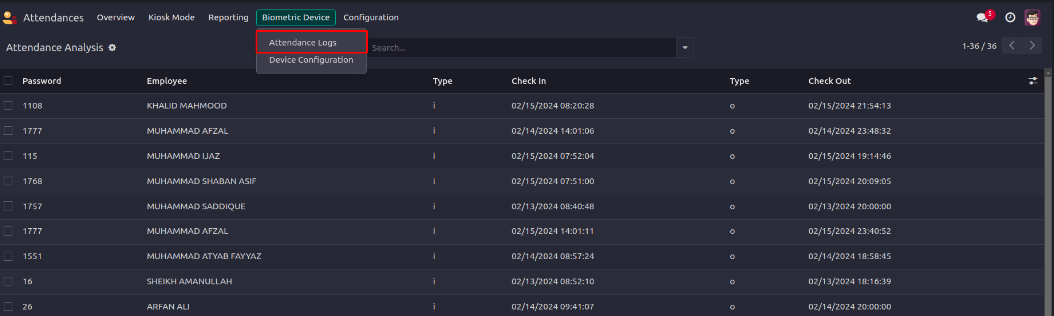 Attendances Overview Kiosk Mode Reporting Biometric Device Configuration 5
Attendance Analysis Search... 1-36 / 36
Attendance Logs
Device Configuration
Password Employee Type Check In Type Check Out
1108 KHALID MAHMOOD i 02/15/2024 08:20:28 o 02/15/2024 21:54:13
1777 MUHAMMAD AFZAL i 02/14/2024 14:01:06 o 02/14/2024 23:48:32
115 MUHAMMAD IJAZ i 02/15/2024 07:52:04 o 02/15/2024 19:14:46
1768 MUHAMMAD SHABAN ASIF i 02/15/2024 07:51:00 o 02/15/2024 20:09:05
1757 MUHAMMAD SADDIQUE i 02/13/2024 08:40:48 o 02/13/2024 20:00:00
1777 MUHAMMAD AFZAL i 02/15/2024 14:01:11 o 02/15/2024 23:40:52
1551 MUHAMMAD ATYAB FAYYAZ i 02/14/2024 08:57:24 o 02/14/2024 18:58:45
16 SHEIKH AMANULLAH i 02/13/2024 08:52:10 o 02/13/2024 18:16:39
26 ARFAN ALI i 02/14/2024 09:41:07 o 02/14/2024 20:00:00